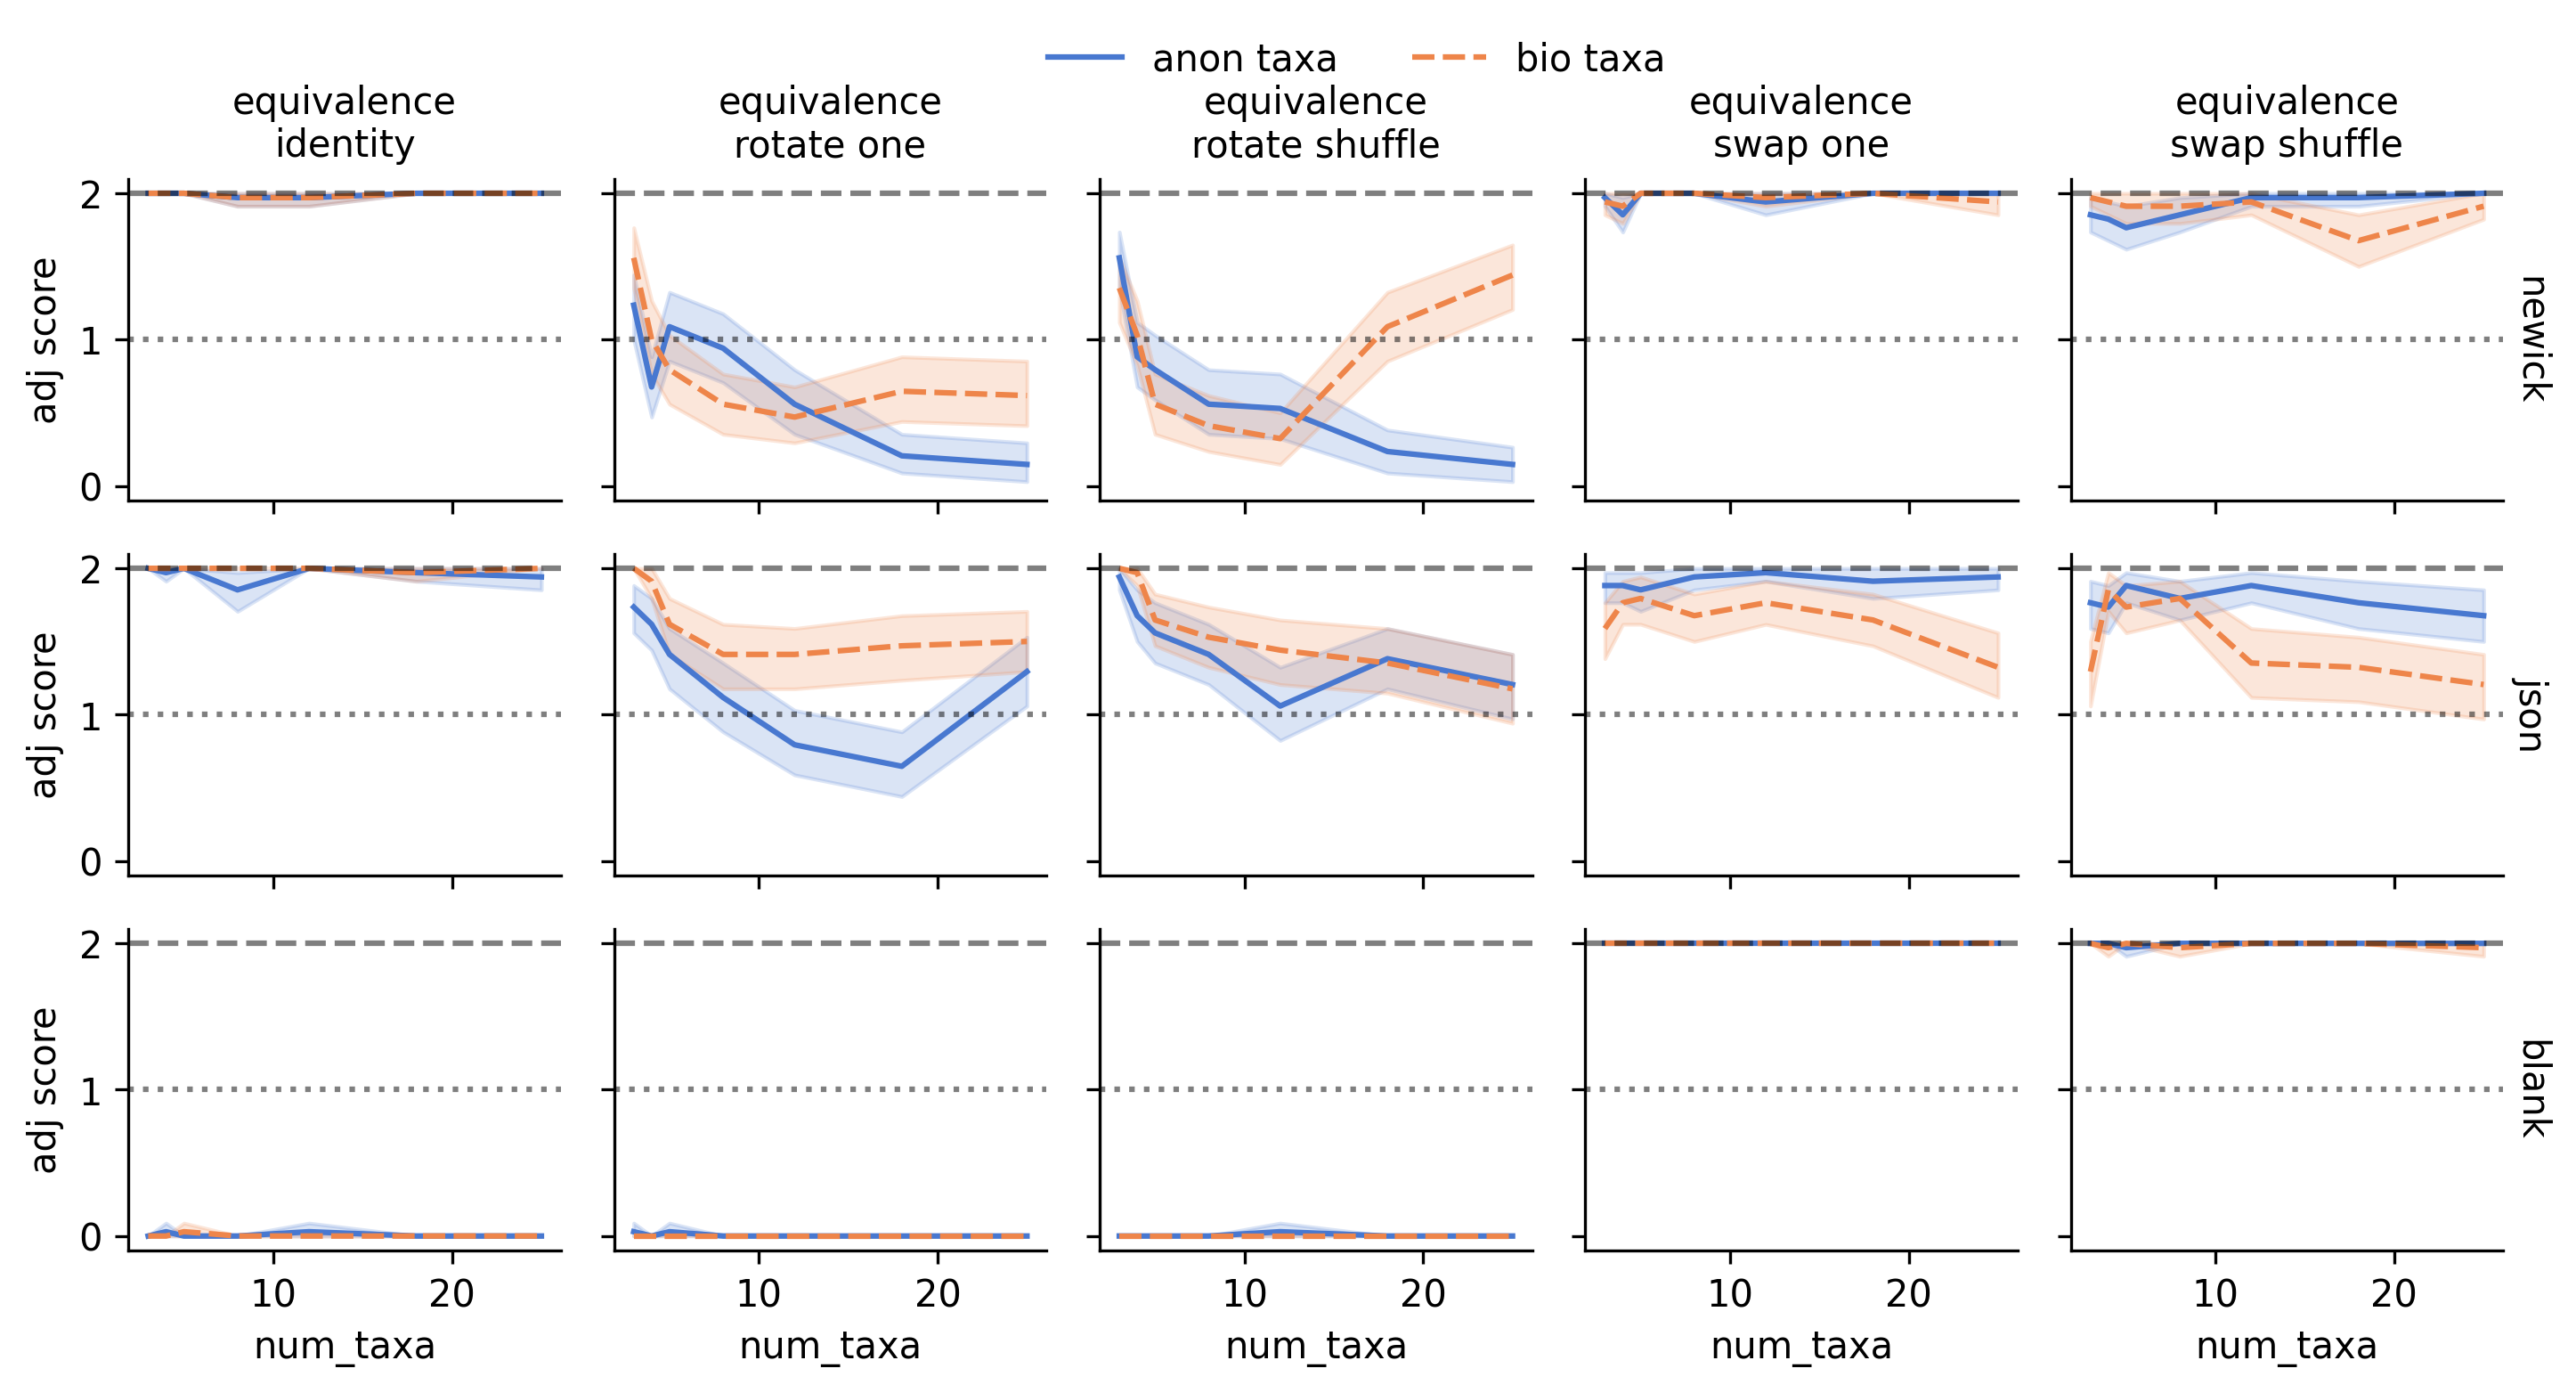 anon taxa   bio taxa
equivalence
identity
equivalence
rotate one
equivalence
rotate shuffle
equivalence
swap one
equivalence
swap shuffle
2
1
0
adj score
newick
2
1
0
adj score
json
2
1
0
adj score
blank
10 20
10 20
10 20
10 20
10 20
num_taxa
num_taxa
num_taxa
num_taxa
num_taxa